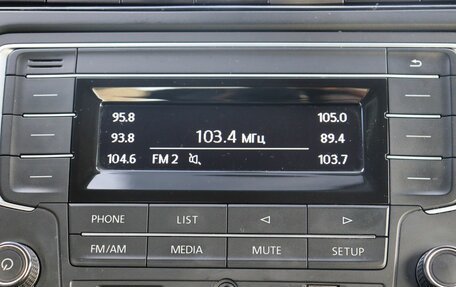 95.8 105.0
93.8 103.4 МГц 89.4
104.6 FM 2 103.7
PHONE LIST
FM/AM MEDIA MUTE SETUP